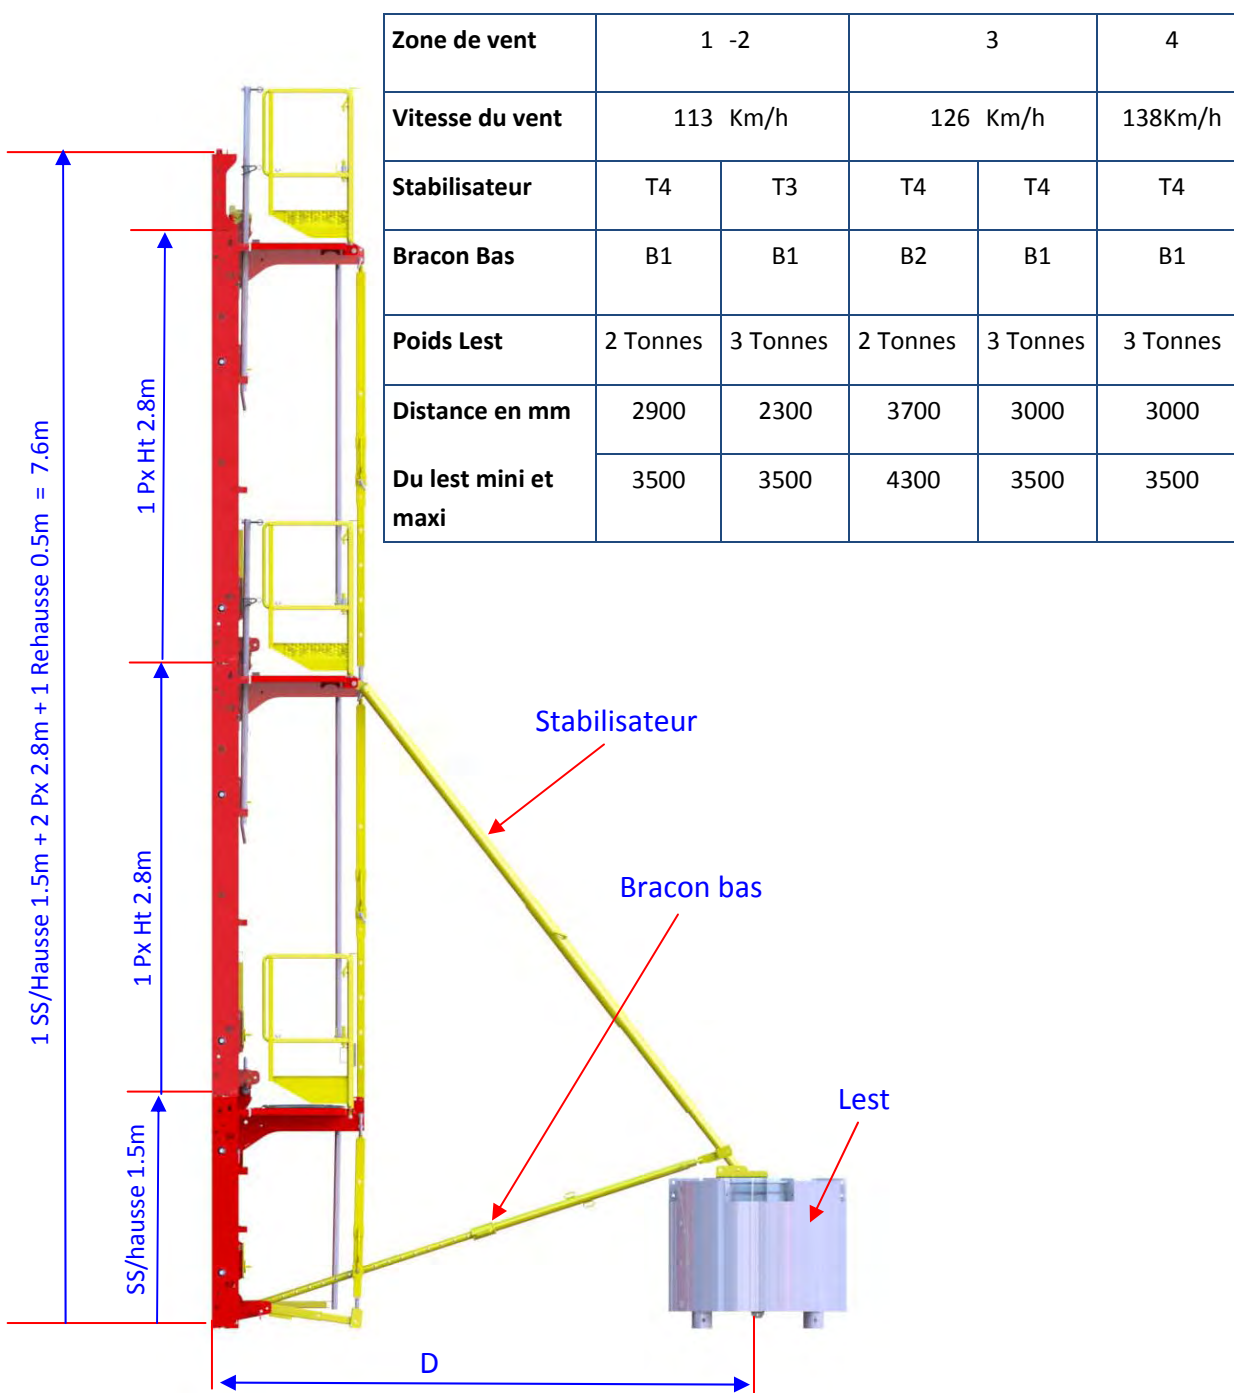 Zone de vent 1 -2 3 4
Vitesse du vent 113 Km/h 126 Km/h 138Km/h
Stabilisateur T4 T3 T4 T4 T4
Bracon Bas B1 B1 B2 B1 B1
Poids Lest 2 Tonnes 3 Tonnes 2 Tonnes 3 Tonnes 3 Tonnes
Distance en mm 2900 2300 3700 3000 3000
Du lest mini et 3500 3500 4300 3500 3500
maxi
1 SS/Hausse 1.5m + 2 Px 2.8m + 1 Rehausse 0.5m = 7.6m
1 Px Ht 2.8m
1 Px Ht 2.8m
SS/hausse 1.5m
Stabilisateur
Bracon bas
Lest
D